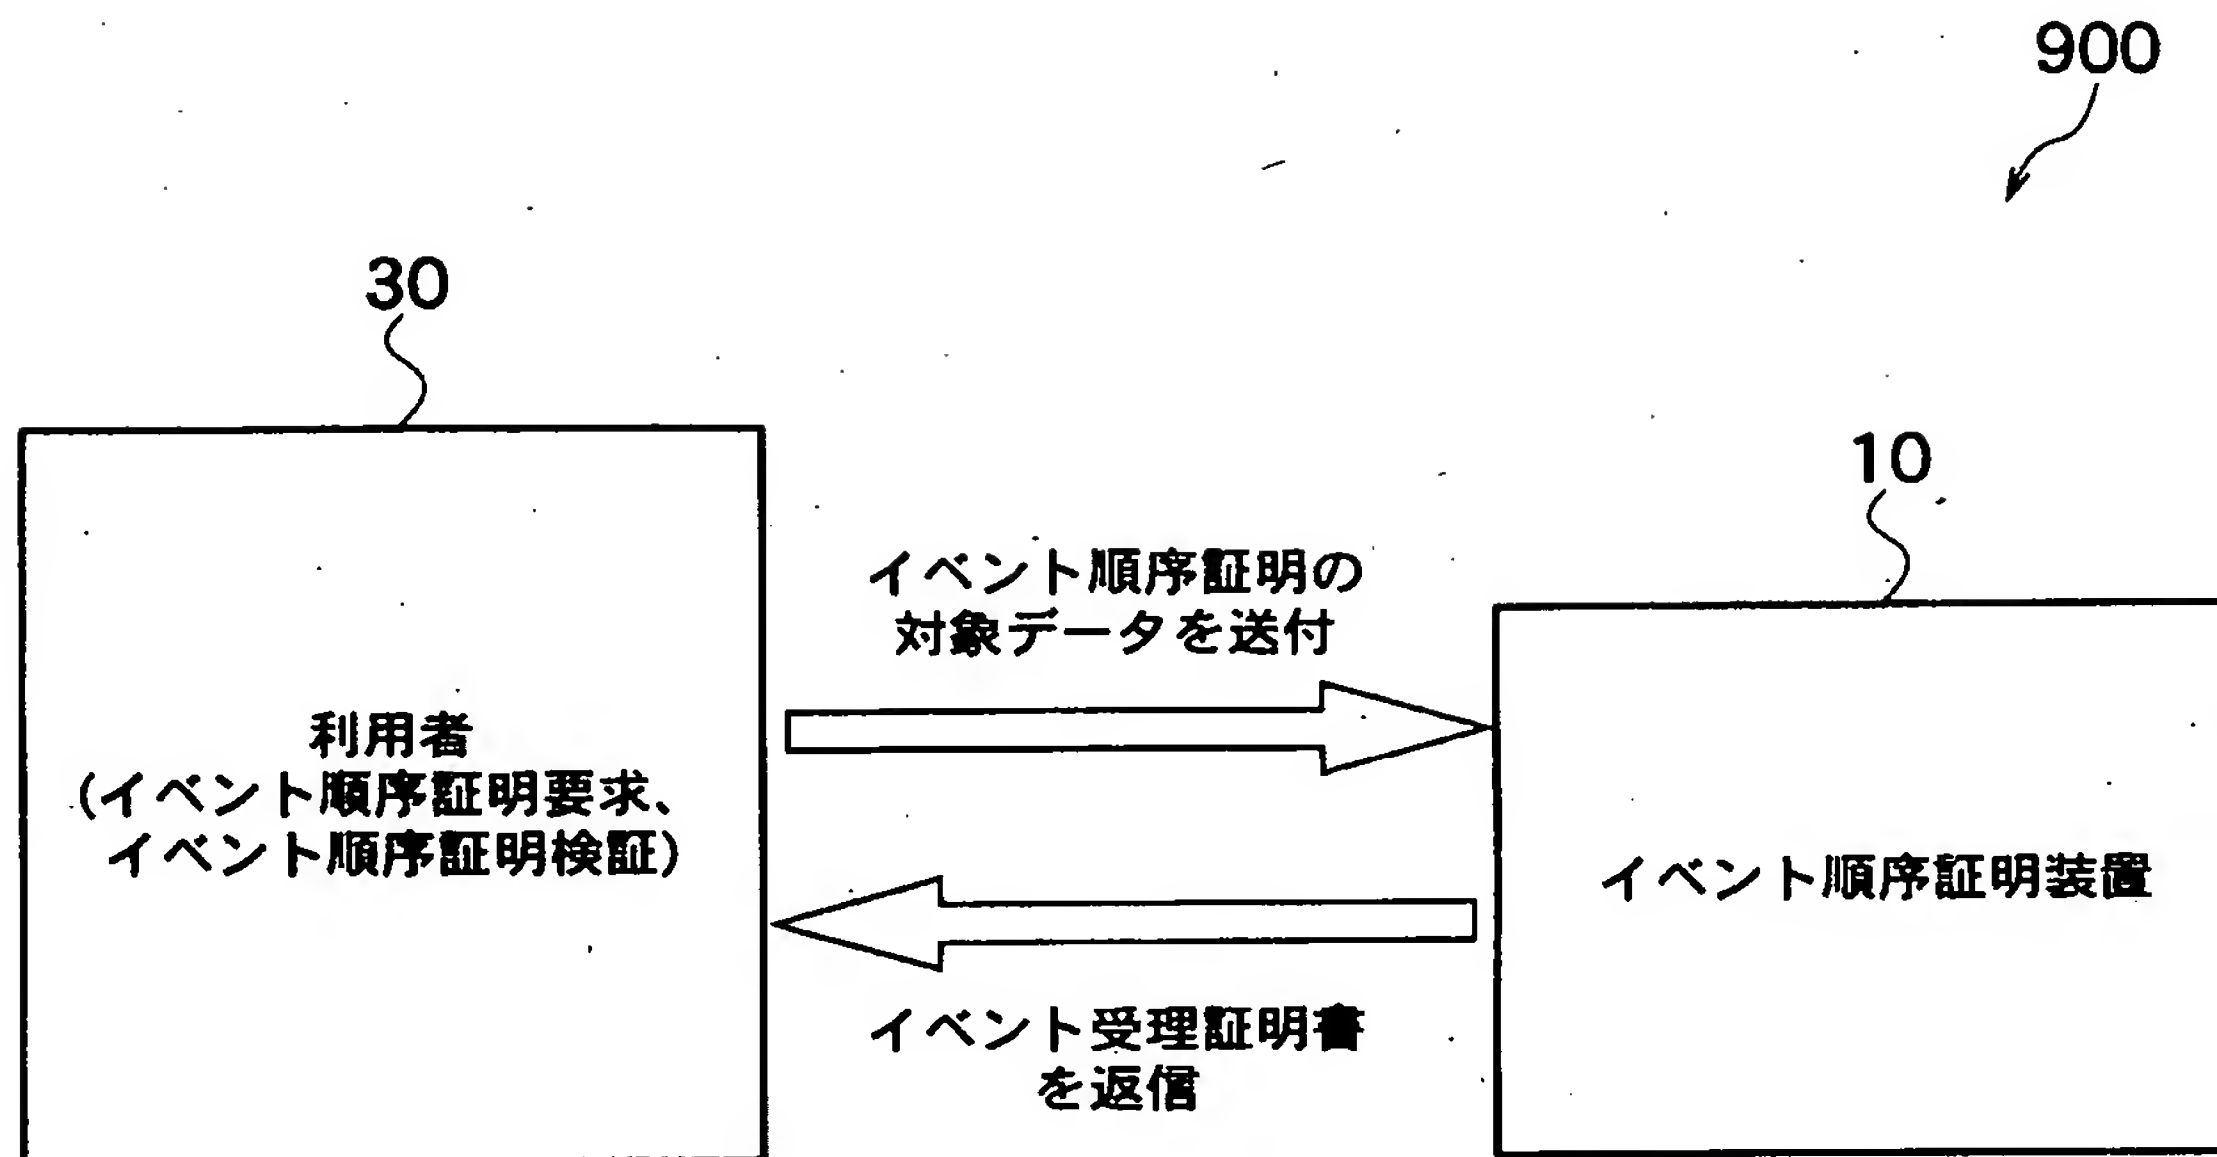 900
30
10
イベント順序証明の
対象データを送付
利用者
(イベント順序証明要求、
イベント順序証明検証)
イベント順序証明装置
イベント受理証明書
を返信